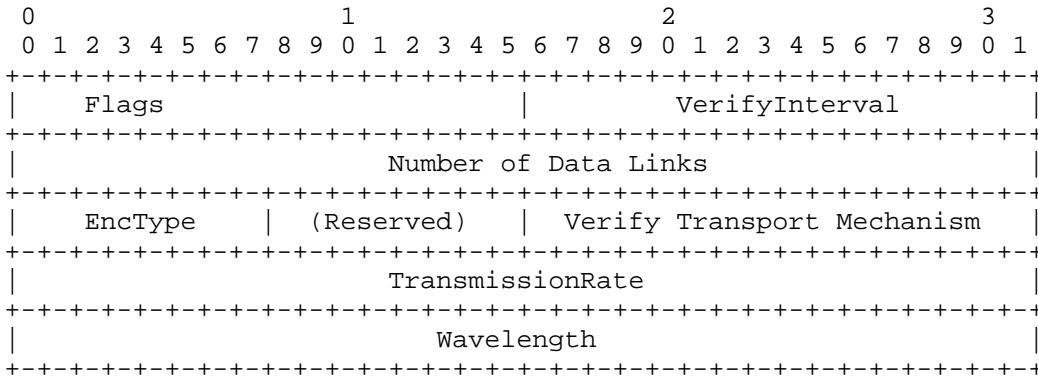 0                   1                   2                   3
 0 1 2 3 4 5 6 7 8 9 0 1 2 3 4 5 6 7 8 9 0 1 2 3 4 5 6 7 8 9 0 1
+-+-+-+-+-+-+-+-+-+-+-+-+-+-+-+-+-+-+-+-+-+-+-+-+-+-+-+-+-+-+-+-+
|    Flags                      |         VerifyInterval        |
+-+-+-+-+-+-+-+-+-+-+-+-+-+-+-+-+-+-+-+-+-+-+-+-+-+-+-+-+-+-+-+-+
|                       Number of Data Links                    |
+-+-+-+-+-+-+-+-+-+-+-+-+-+-+-+-+-+-+-+-+-+-+-+-+-+-+-+-+-+-+-+-+
|    EncType    |  (Reserved)   |  Verify Transport Mechanism   |
+-+-+-+-+-+-+-+-+-+-+-+-+-+-+-+-+-+-+-+-+-+-+-+-+-+-+-+-+-+-+-+-+
|                       TransmissionRate                        |
+-+-+-+-+-+-+-+-+-+-+-+-+-+-+-+-+-+-+-+-+-+-+-+-+-+-+-+-+-+-+-+-+
|                          Wavelength                           |
+-+-+-+-+-+-+-+-+-+-+-+-+-+-+-+-+-+-+-+-+-+-+-+-+-+-+-+-+-+-+-+-+